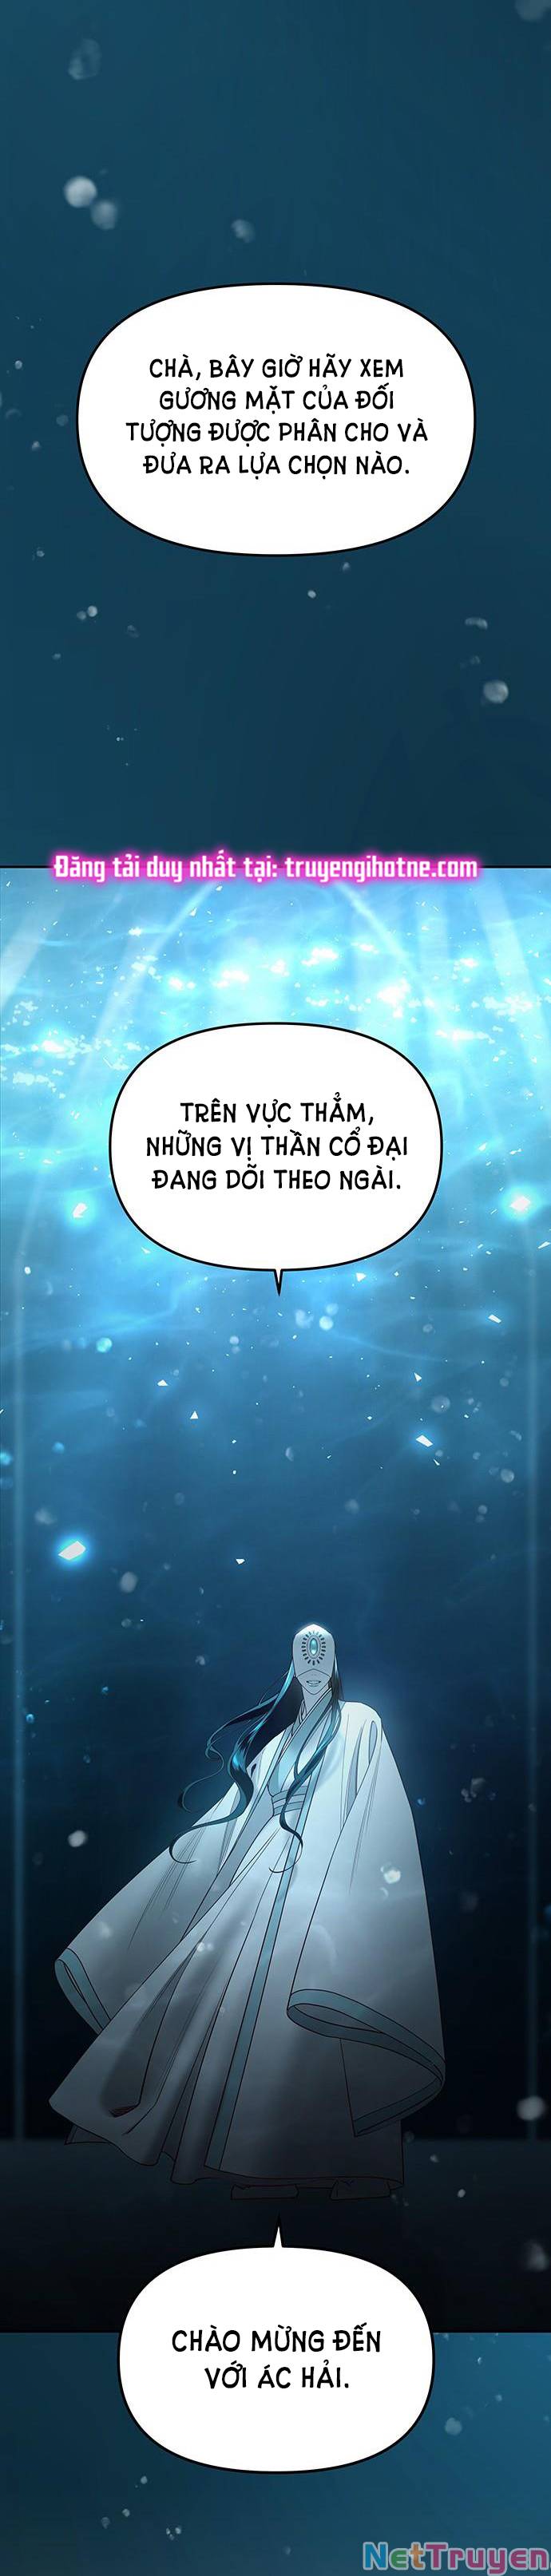 CHÀ, BÂY GIỜ HÃY XEM
GƯƠNG MẶT CỦA ĐỐI
TƯỢNG ĐƯỢC PHÂN CHO VÀ
ĐƯA RA LỰA CHỌN NÀO.
Đăng tải duy nhất tại: truyengihotne.com
TRÊN VỰC THẲM,
NHỮNG VỊ THẦN CỔ ĐẠI
ĐANG DÕI THEO NGÀI.
CHÀO MỪNG ĐẾN
VỚI ÁC HẢI.
NetTruyen